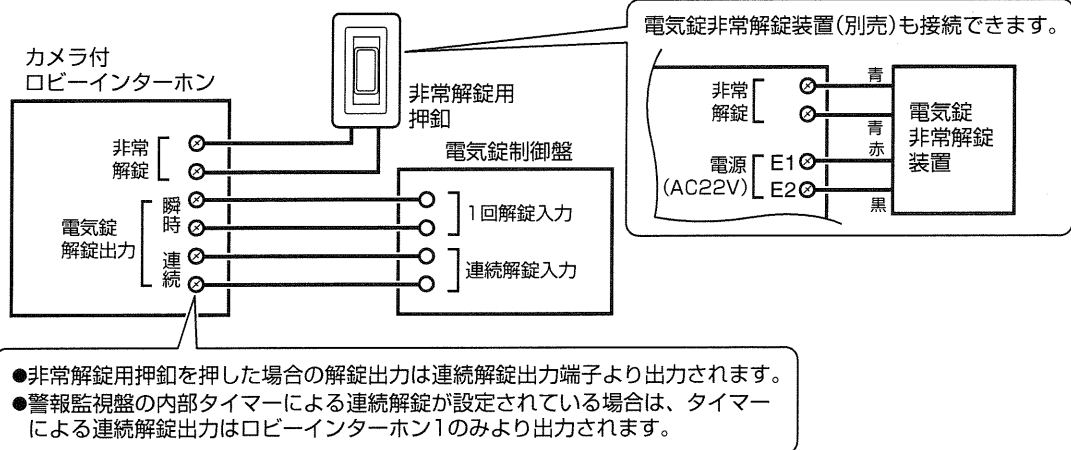 電気錠非常解錠装置(別売)も接続できます。
カメラ付
ロビーインターホン
非常解錠用
押釦
電気錠制御盤
非常
解錠
瞬時
電気錠
解錠出力
連続
1回解錠入力
連続解錠入力
非常
解錠
電源
(AC22V)
E1
E2
青
青
赤
黒
電気錠
非常解錠
装置
●非常解錠用押釦を押した場合の解錠出力は連続解錠出力端子より出力されます。
●警報監視盤の内部タイマーによる連続解錠が設定されている場合は、タイマー
による連続解錠出力はロビーインターホン1のみより出力されます。